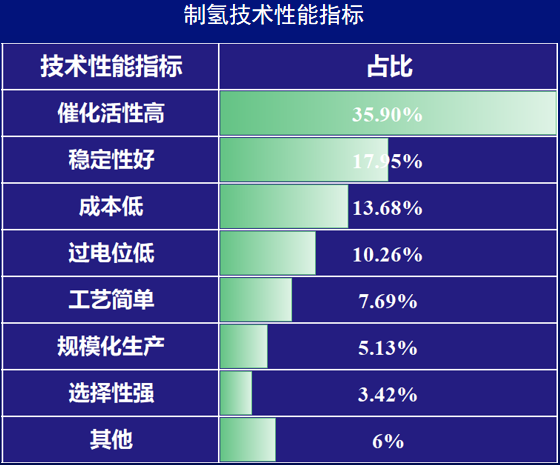 制氢技术性能指标
技术性能指标 占比
催化活性高 35.90%
稳定性好 17.95%
成本低 13.68%
过电位低 10.26%
工艺简单 7.69%
规模化生产 5.13%
选择性强 3.42%
其他 6%